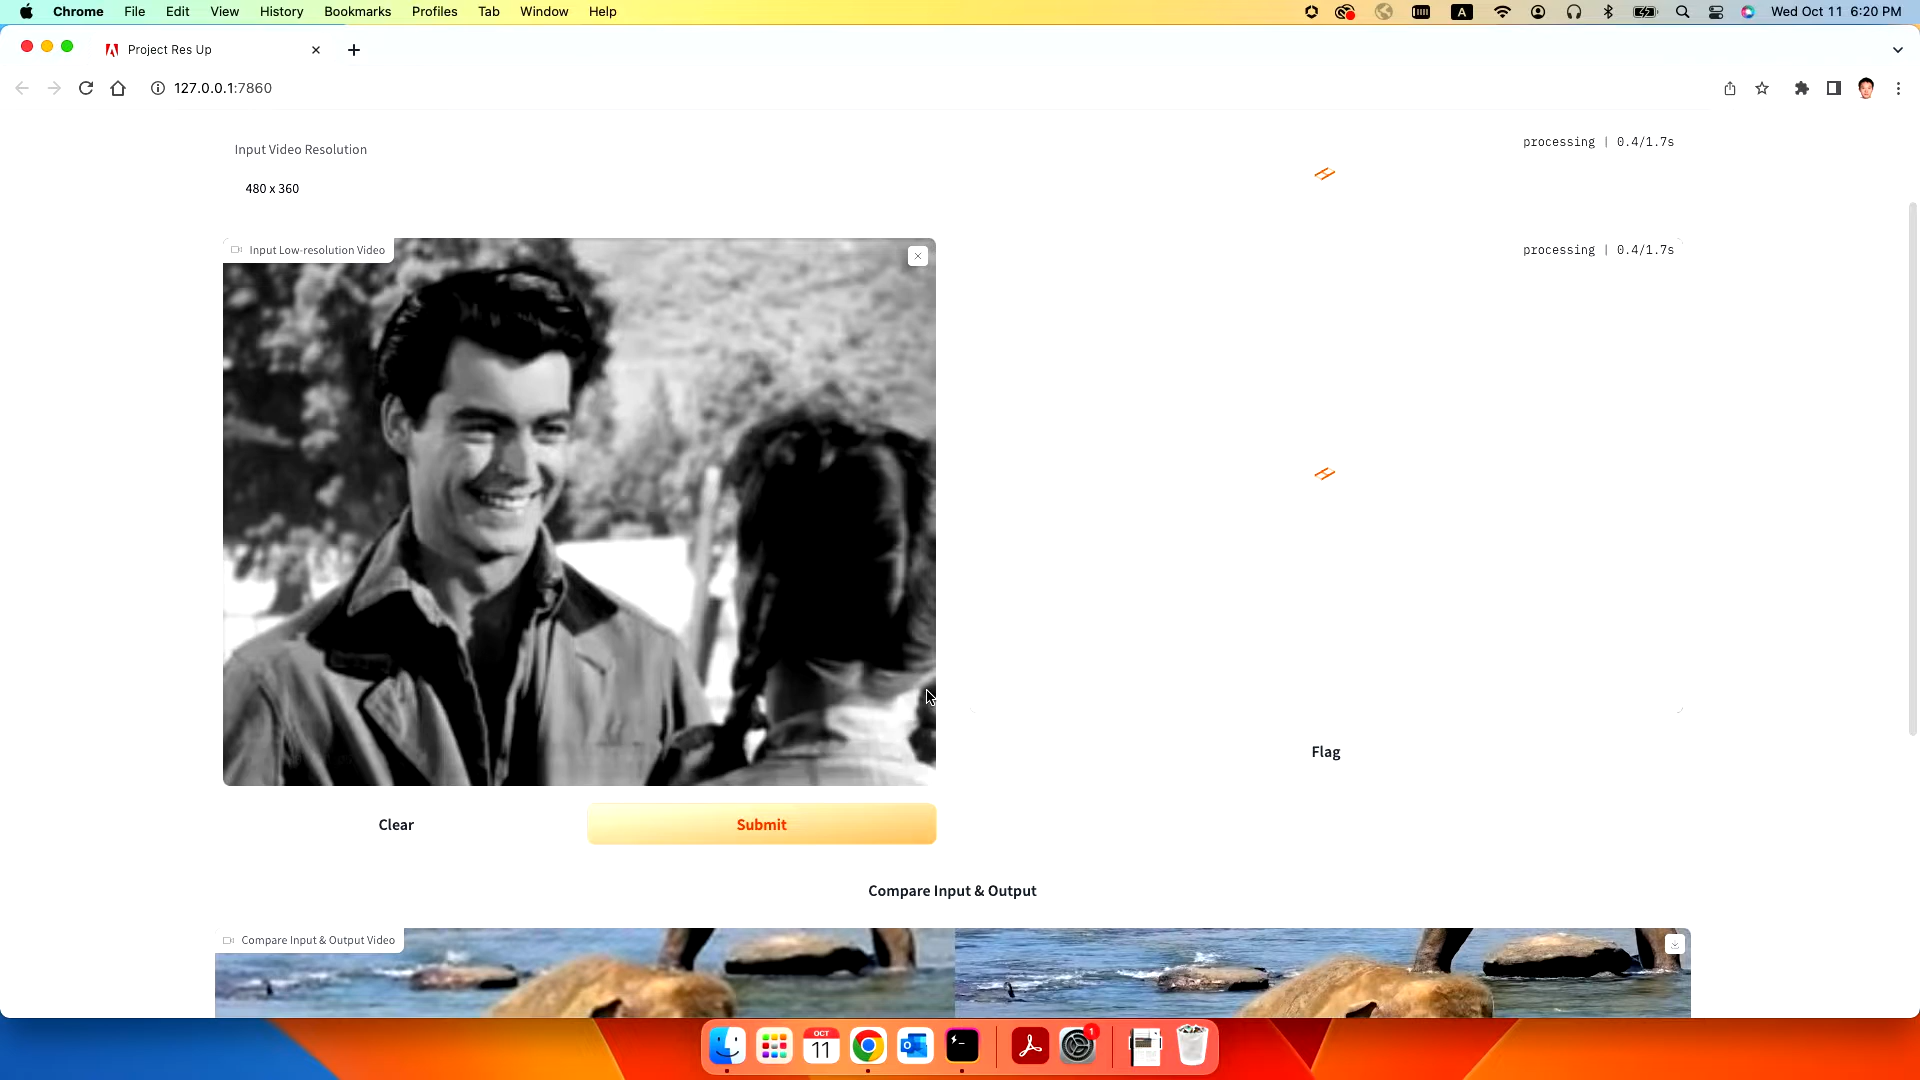 Chrome File Edit View History Bookmarks Profiles Tab Window Help A Wed Oct 11 6:20 PM
Project Res Up
127.0.0.1:7860
Input Video Resolution
processing | 0.4/1.7s
480 x 360
Input Low-resolution Video
processing | 0.4/1.7s
Flag
Clear
Submit
Compare Input & Output
Compare Input & Output Video
OCT
11
1